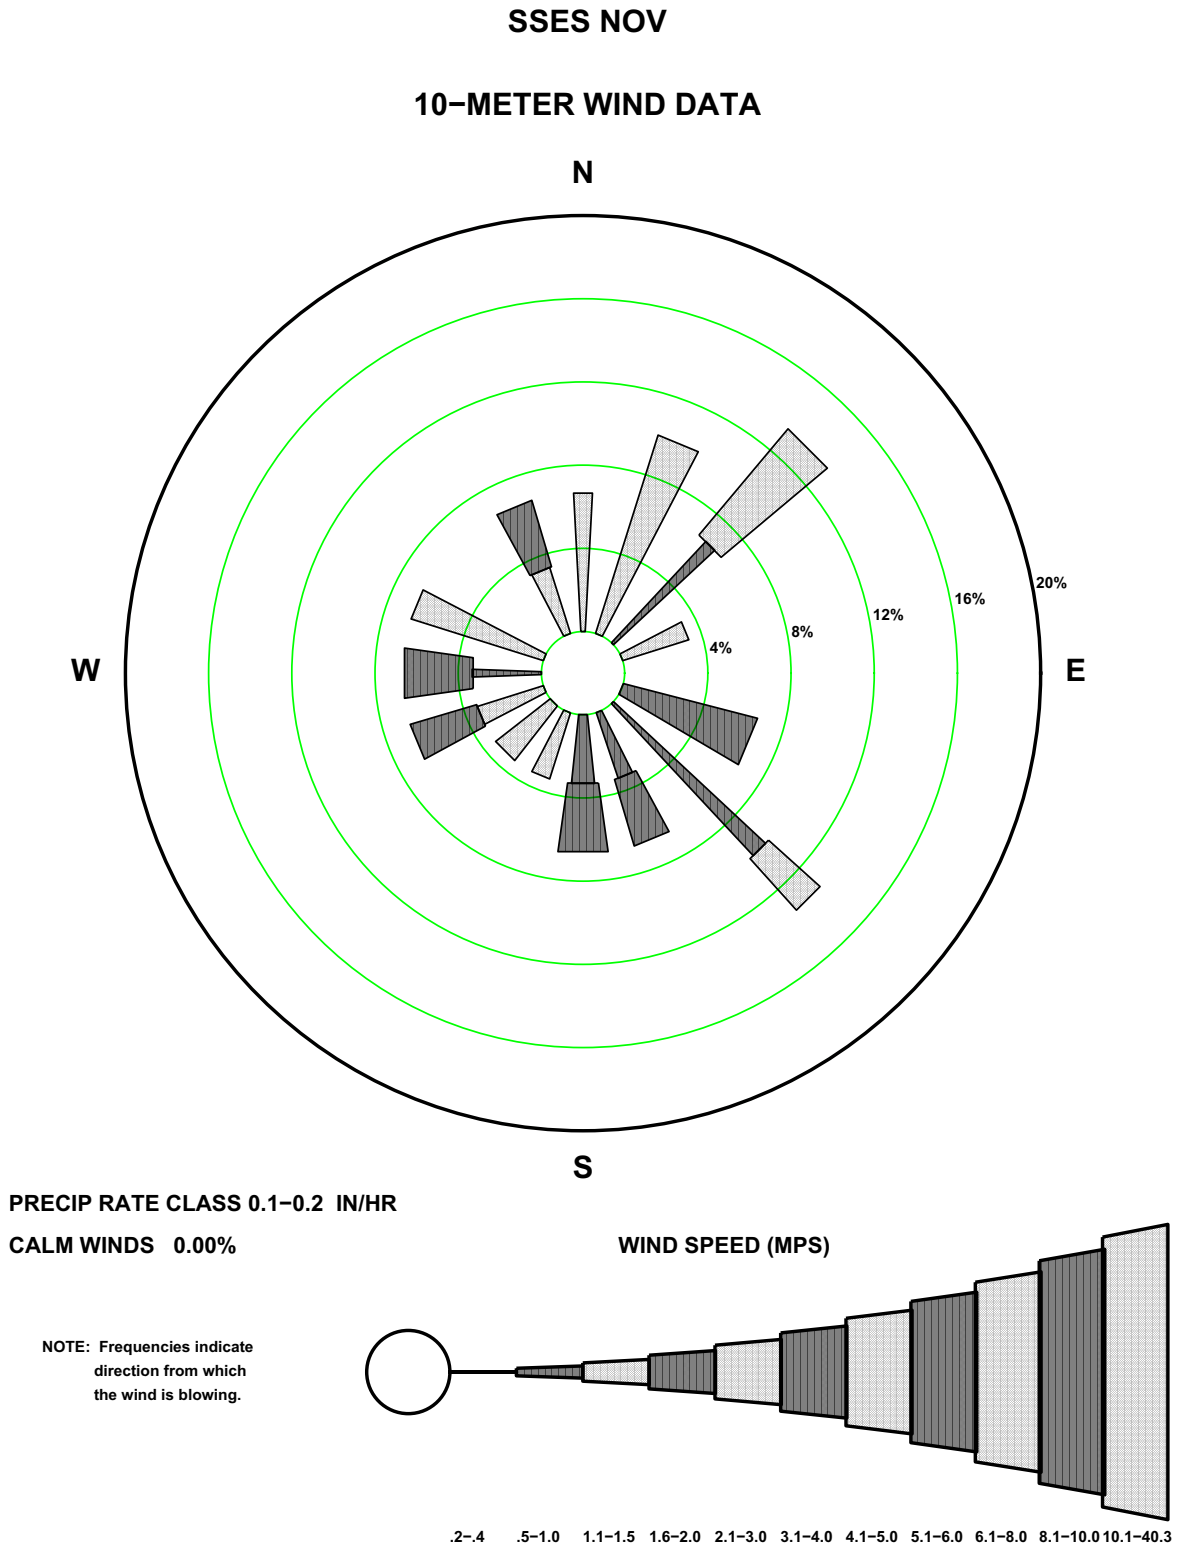 SSES NOV
10−METER WIND DATA
N
20%
16%
12%
8%
4%
W
E
S
PRECIP RATE CLASS 0.1−0.2 IN/HR
CALM WINDS 0.00%
WIND SPEED (MPS)
NOTE: Frequencies indicate
direction from which
the wind is blowing.
.2−.4 .5−1.0 1.1−1.5 1.6−2.0 2.1−3.0 3.1−4.0 4.1−5.0 5.1−6.0 6.1−8.0 8.1−10.0 10.1−40.3